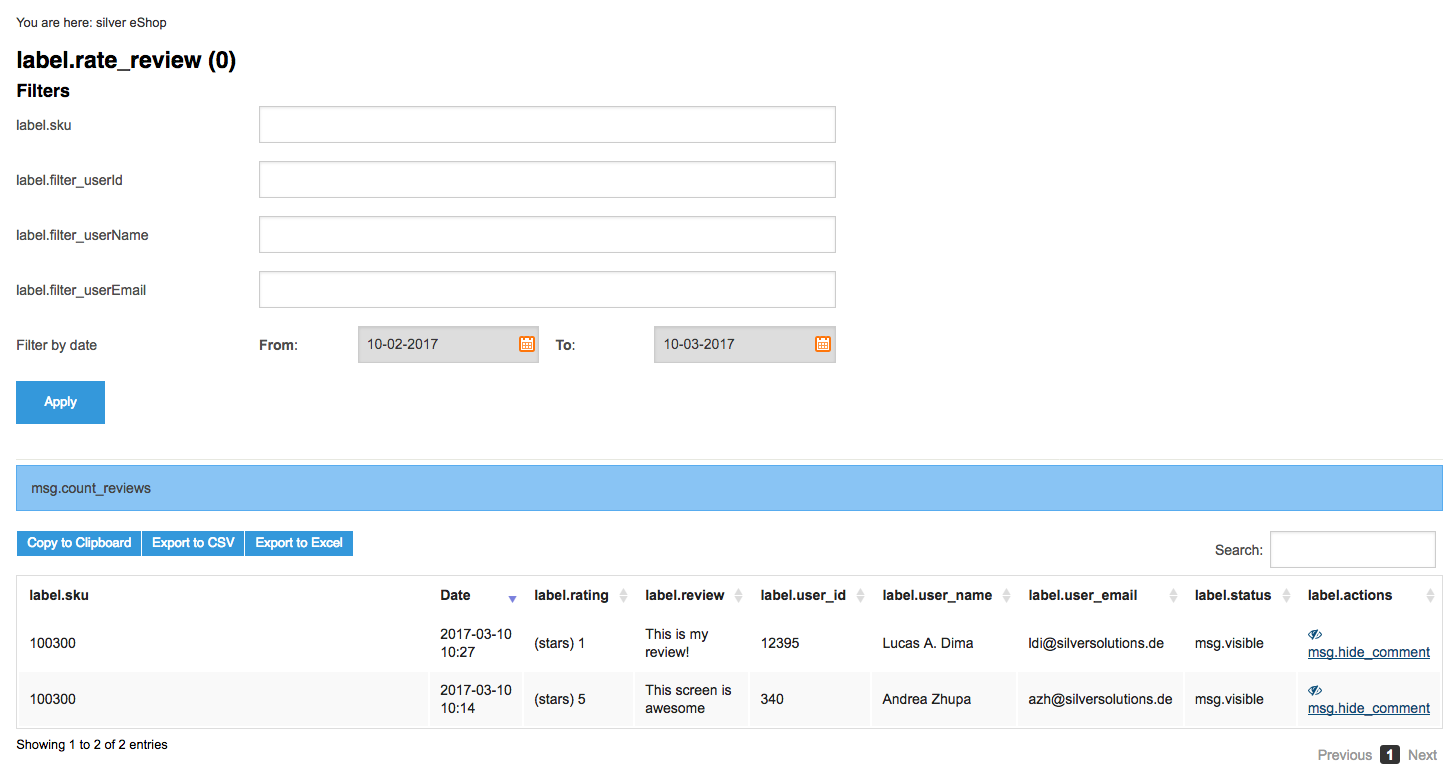 You are here: silver eShop
label.rate_review (0)
Filters
label.sku
label.filter_userId
label.filter_userName
label.filter_userEmail
Filter by date From: 10-02-2017 To: 10-03-2017
Apply
msg.count_reviews
Copy to Clipboard Export to CSV Export to Excel
Search:
label.sku Date label.rating label.review label.user_id label.user_name label.user_email label.status label.actions
100300 2017-03-10 10:27 (stars) 1 This is my review! 12395 Lucas A. Dima ldi@silversolutions.de msg.visible msg.hide_comment
100300 2017-03-10 10:14 (stars) 5 This screen is awesome 340 Andrea Zhupa azh@silversolutions.de msg.visible msg.hide_comment
Showing 1 to 2 of 2 entries
Previous 1 Next